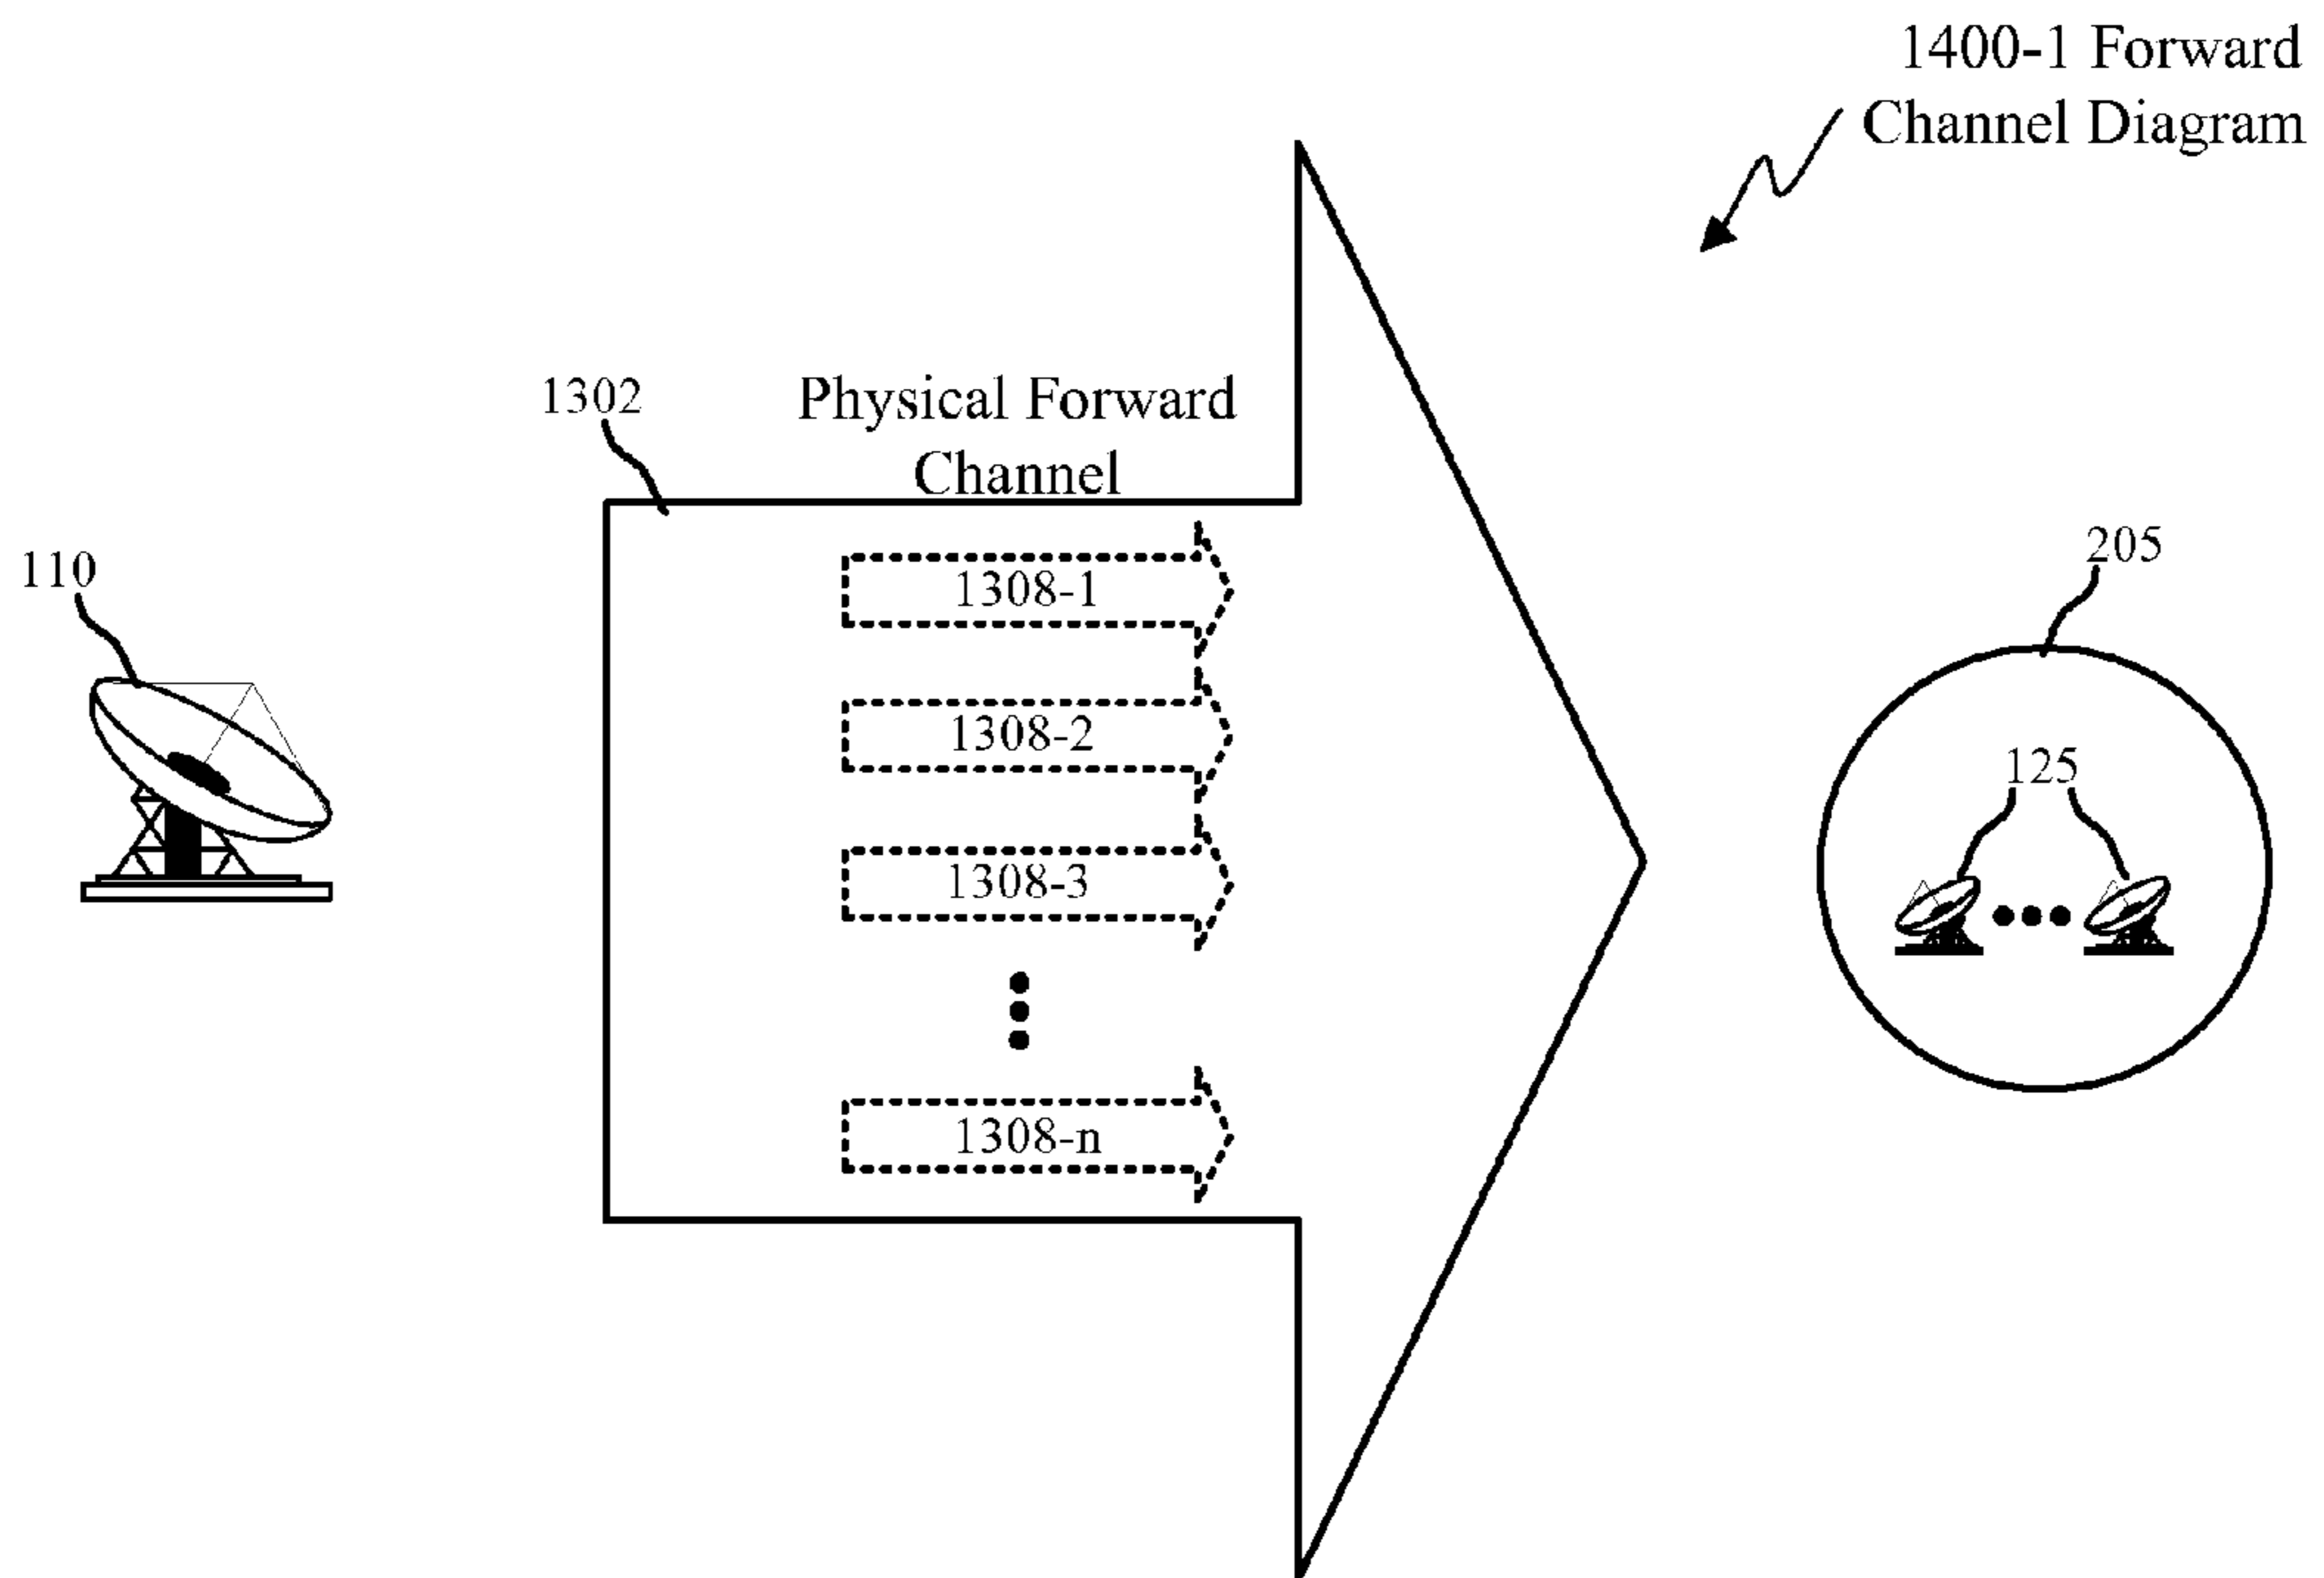 1400-1 Forward
Channel Diagram
1302
Physical Forward
Channel
110
205
1308-1
1308-2
125
1308-3
1308-n